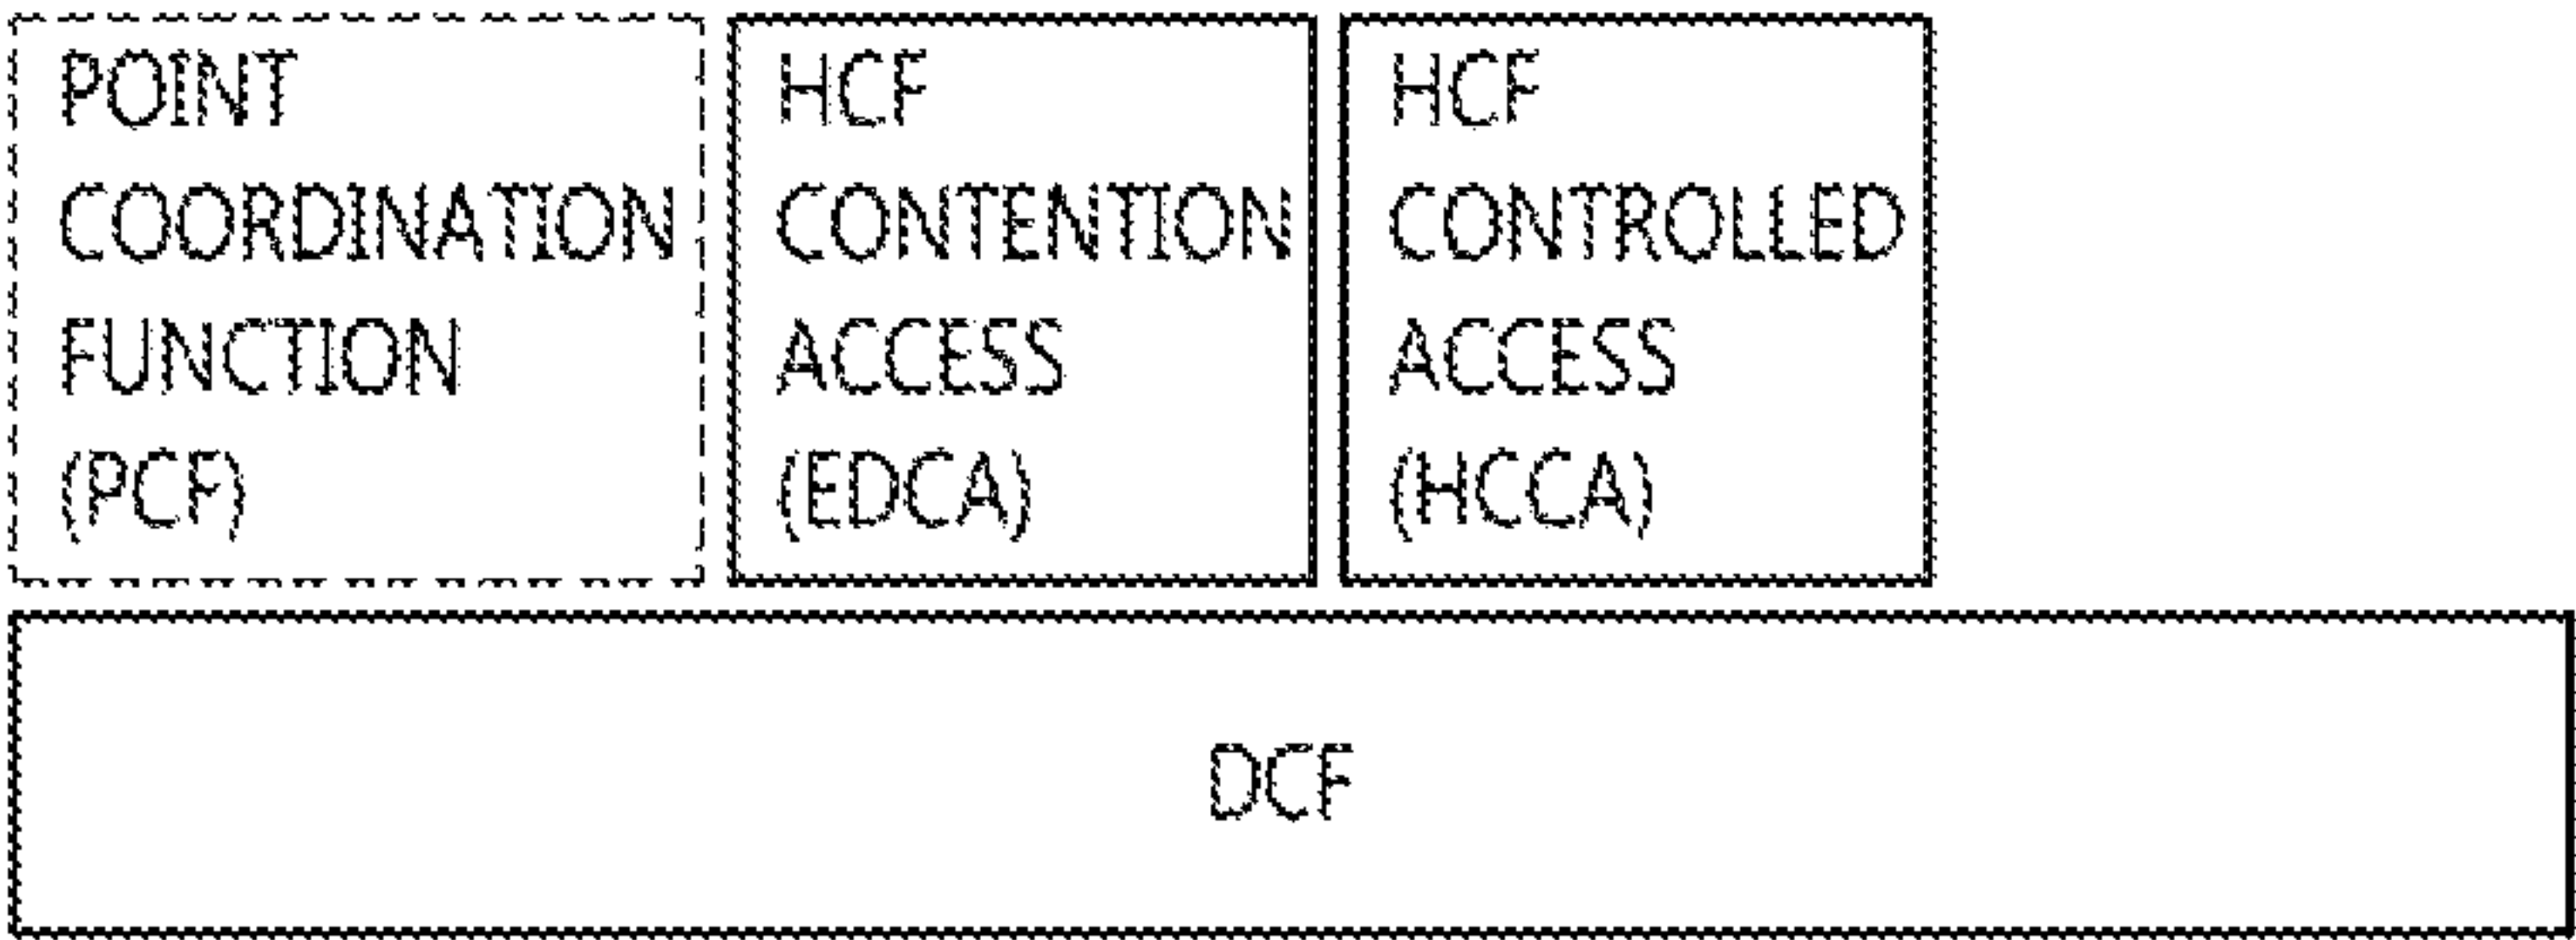 POINT
COORDINATION
FUNCTION
(PCF)
HCF
CONTENTION
ACCESS
(EDCA)
HCF
CONTROLLED
ACCESS
(HCCA)
DCF